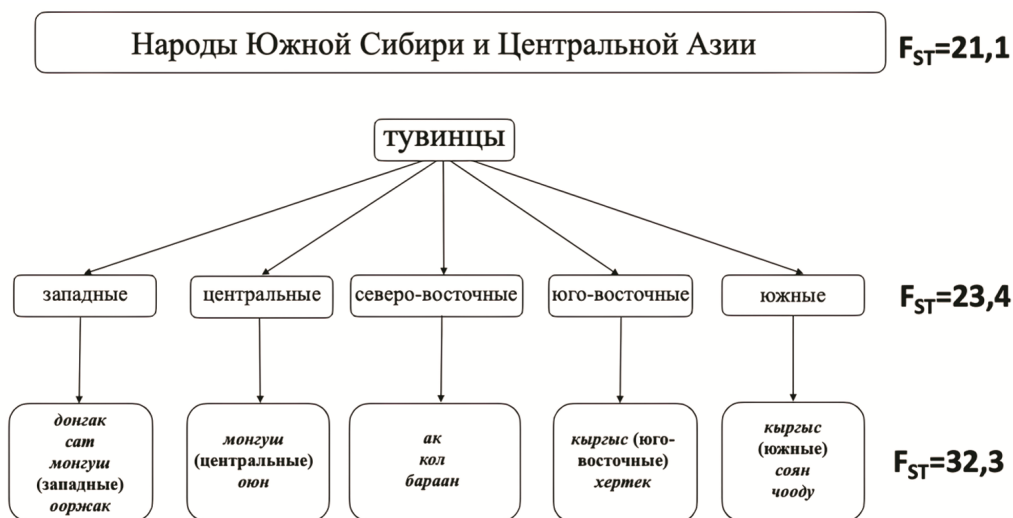 Народы Южной Сибири и Центральной Азии
FST=21,1
тувинцы
западные
центральные
северо-восточные
юго-восточные
южные
FST=23,4
донгак
сат
монгуш
(западные)
ооржак
монгуш
(центральные)
оюн
ак
кол
бараан
кыргыс (юго-
восточные)
хертек
кыргыс
(южные)
соян
чооду
FST=32,3